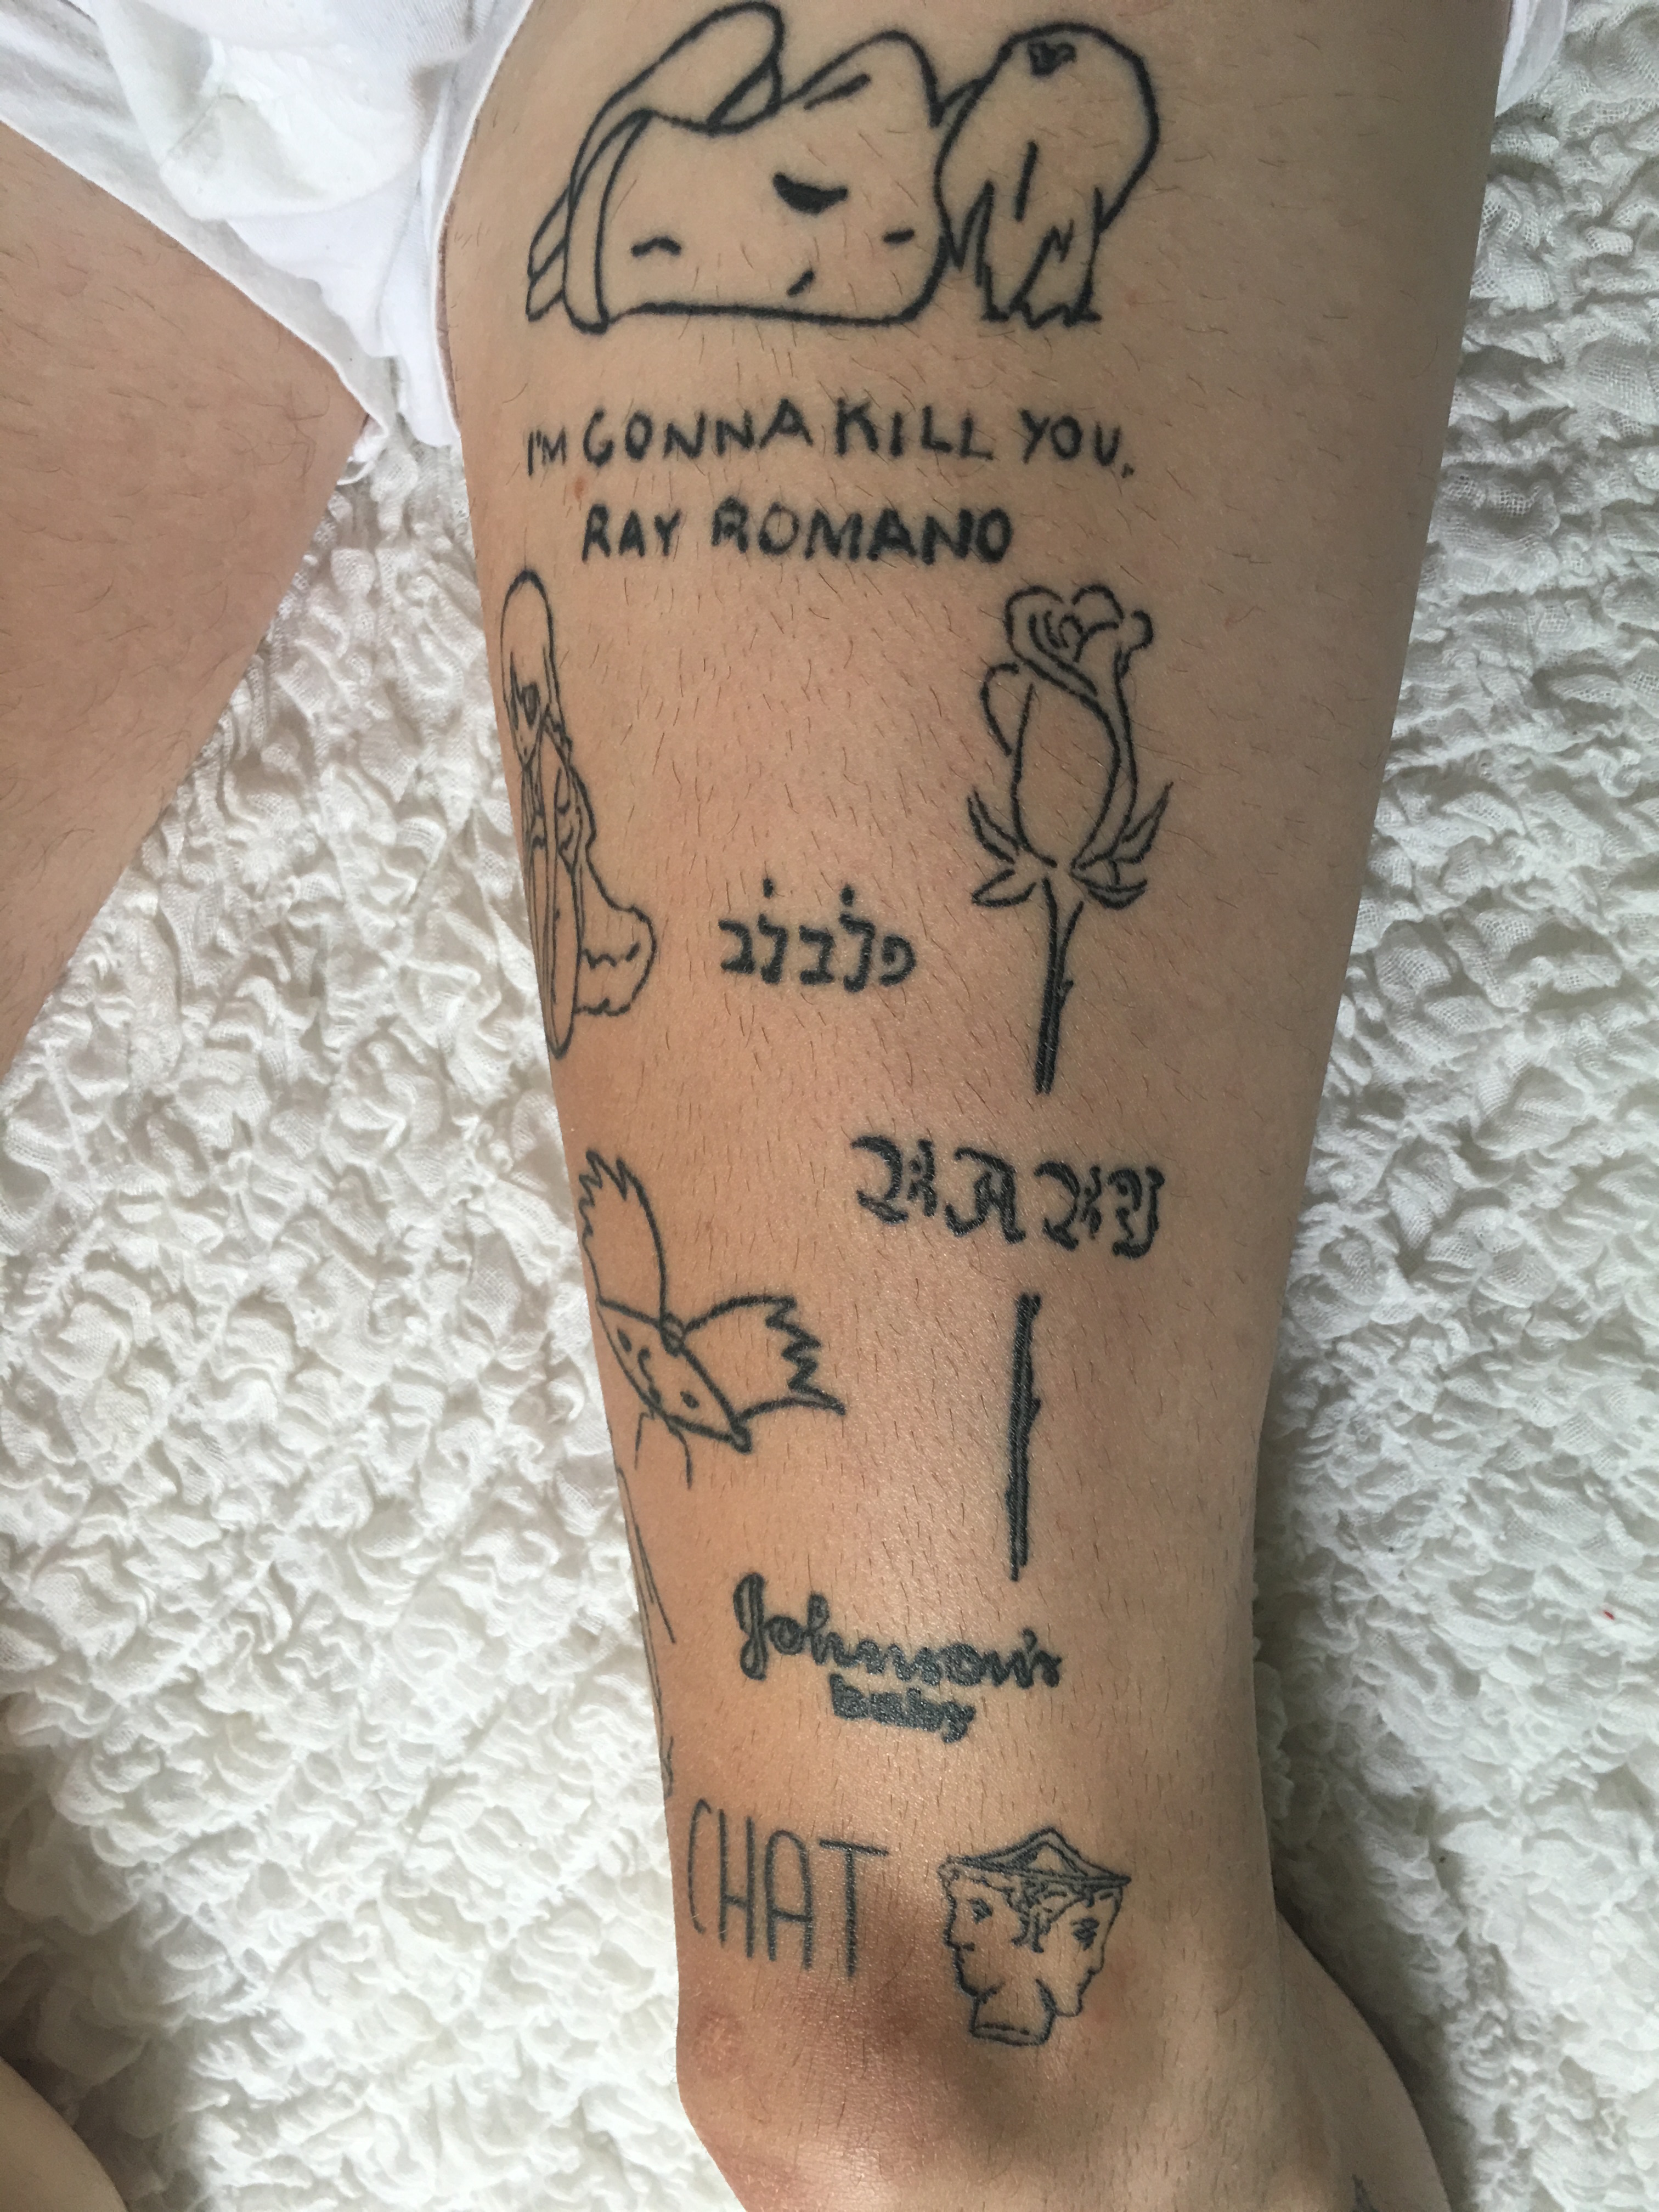 I'M GONNA KILL YOU,
RAY ROMANO
פלבלב
Johnson's
baby
CHAT